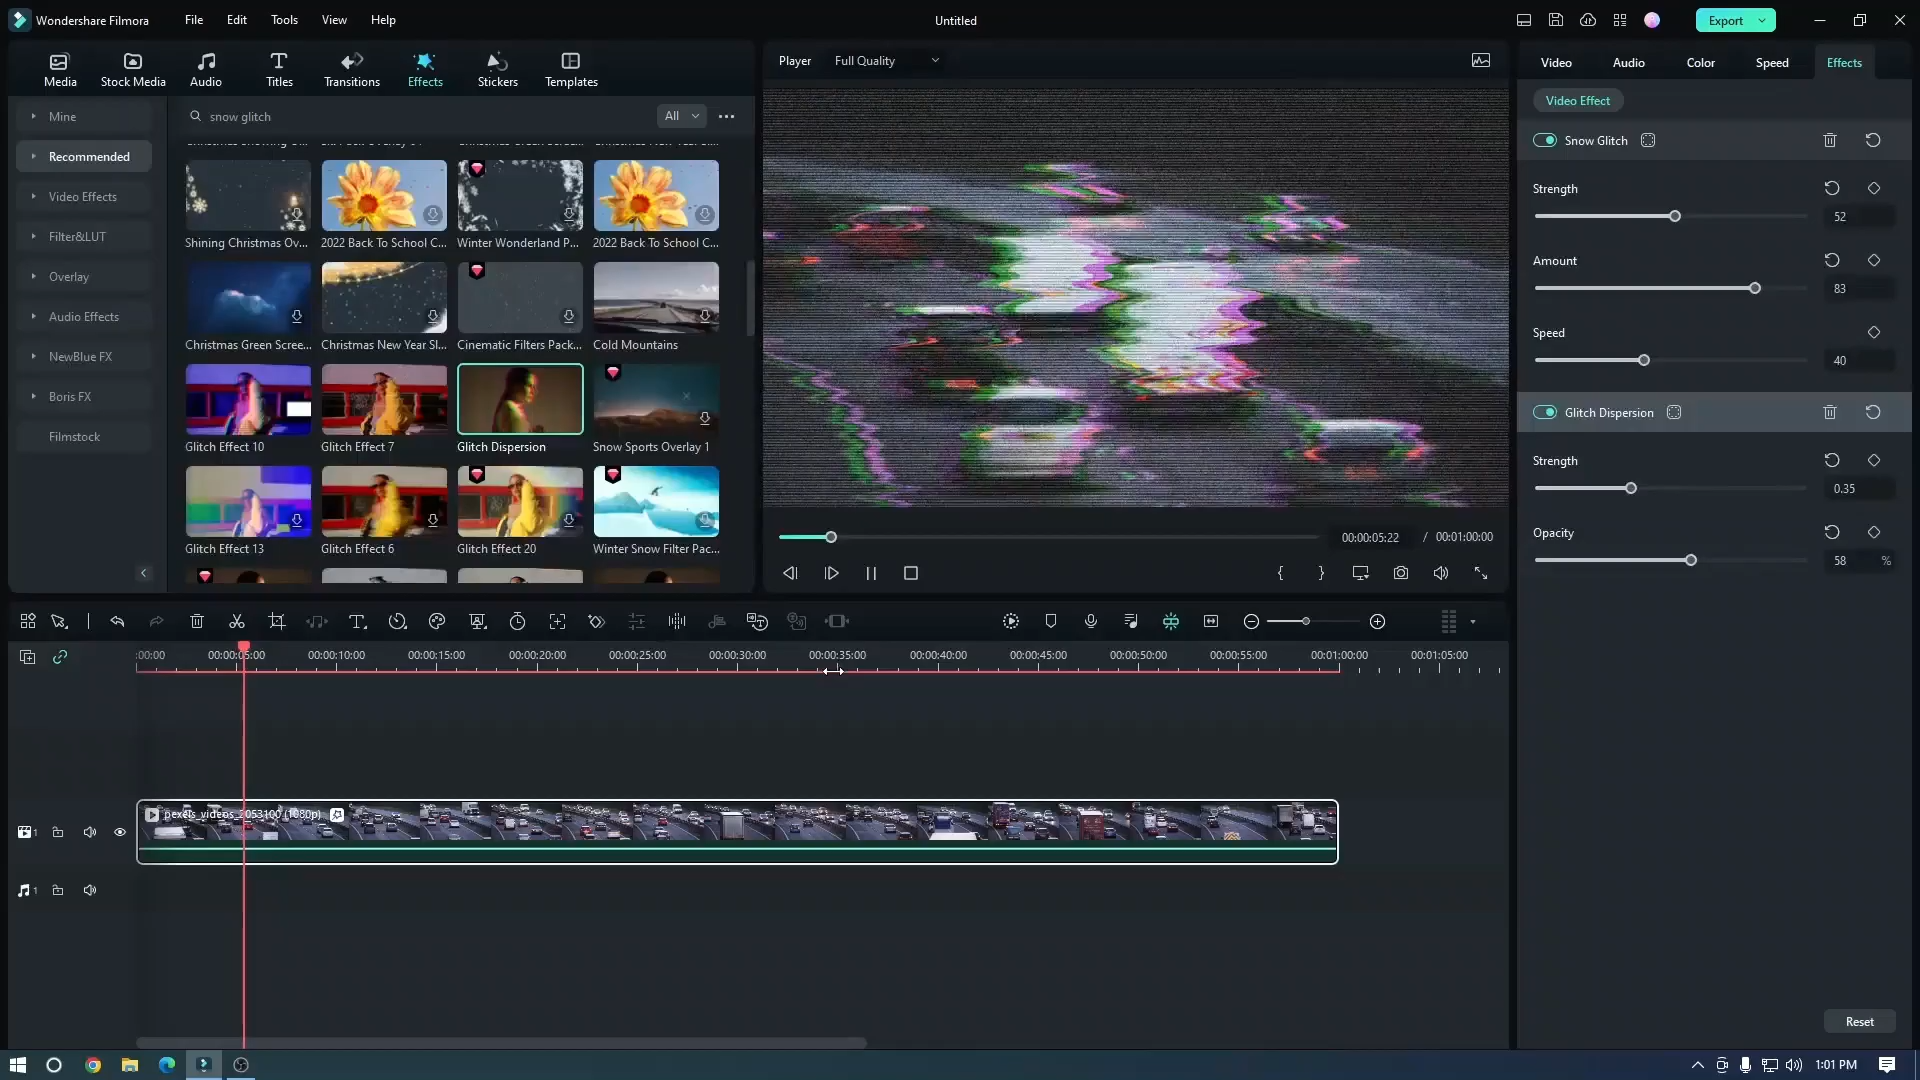 Wondershare Filmora
File Edit Tools View Help
Untitled
Export
Media
Stock Media
Audio
Titles
Transitions
Effects
Stickers
Templates
Mine
Recommended
Video Effects
Filter&LUT
Overlay
Audio Effects
NewBlue FX
Boris FX
Filmstock
snow glitch
All
Shining Christmas Ov...
2022 Back To School C...
Winter Wonderland P...
2022 Back To School C...
Christmas Green Scree...
Christmas New Year Sl...
Cinematic Filters Pack...
Cold Mountains
Glitch Effect 10
Glitch Effect 7
Glitch Dispersion
Snow Sports Overlay 1
Glitch Effect 13
Glitch Effect 6
Glitch Effect 20
Winter Snow Filter Pac...
Player
Full Quality
00:00:05:22 / 00:01:00:00
Video Audio Color Speed Effects
Video Effect
Snow Glitch
Strength
52
Amount
83
Speed
40
Glitch Dispersion
Strength
0.35
Opacity
58 %
Reset
:00:00 00:00:05:00 00:00:10:00 00:00:15:00 00:00:20:00 00:00:25:00 00:00:30:00 00:00:35:00 00:00:40:00 00:00:45:00 00:00:50:00 00:00:55:00 00:01:00:00 00:01:05:00
pexels_videos_2053100 (1080p)
1
1
1:01 PM